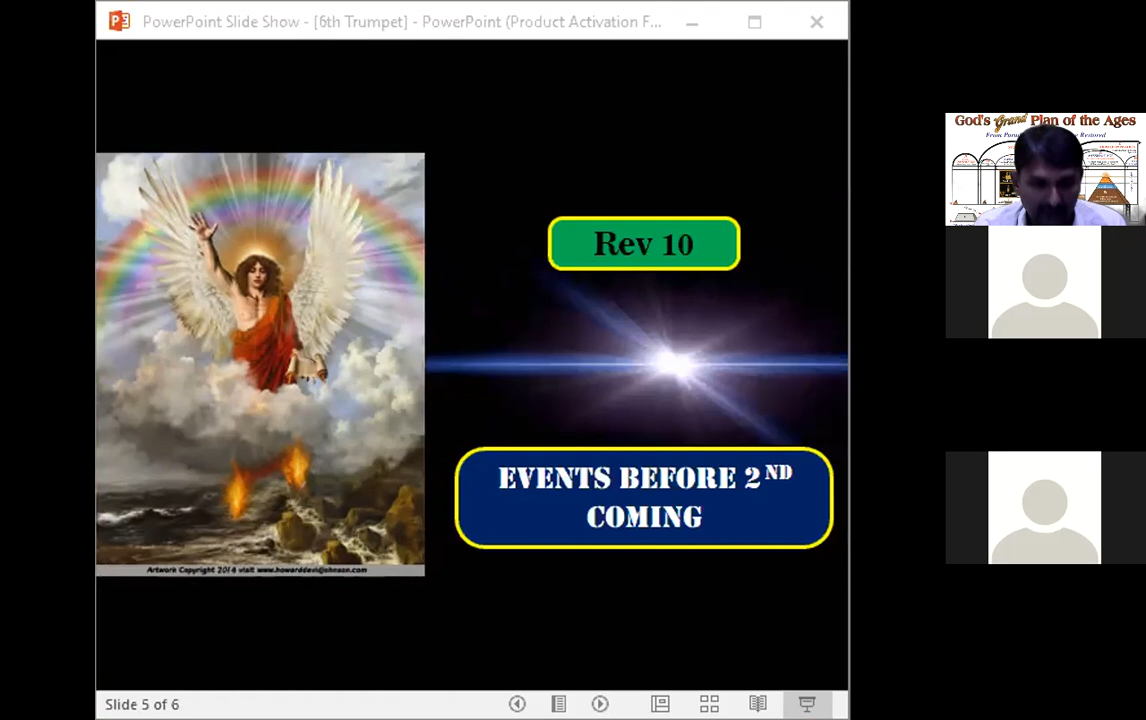 PowerPoint Slide Show - [6th Trumpet] - PowerPoint (Product Activation F...
God's Grand Plan of the Ages
Rev 10
EVENTS BEFORE 2ND
COMING
Artwork Copyright 2014 visit www.howarddavidjohnson.com
Slide 5 of 6